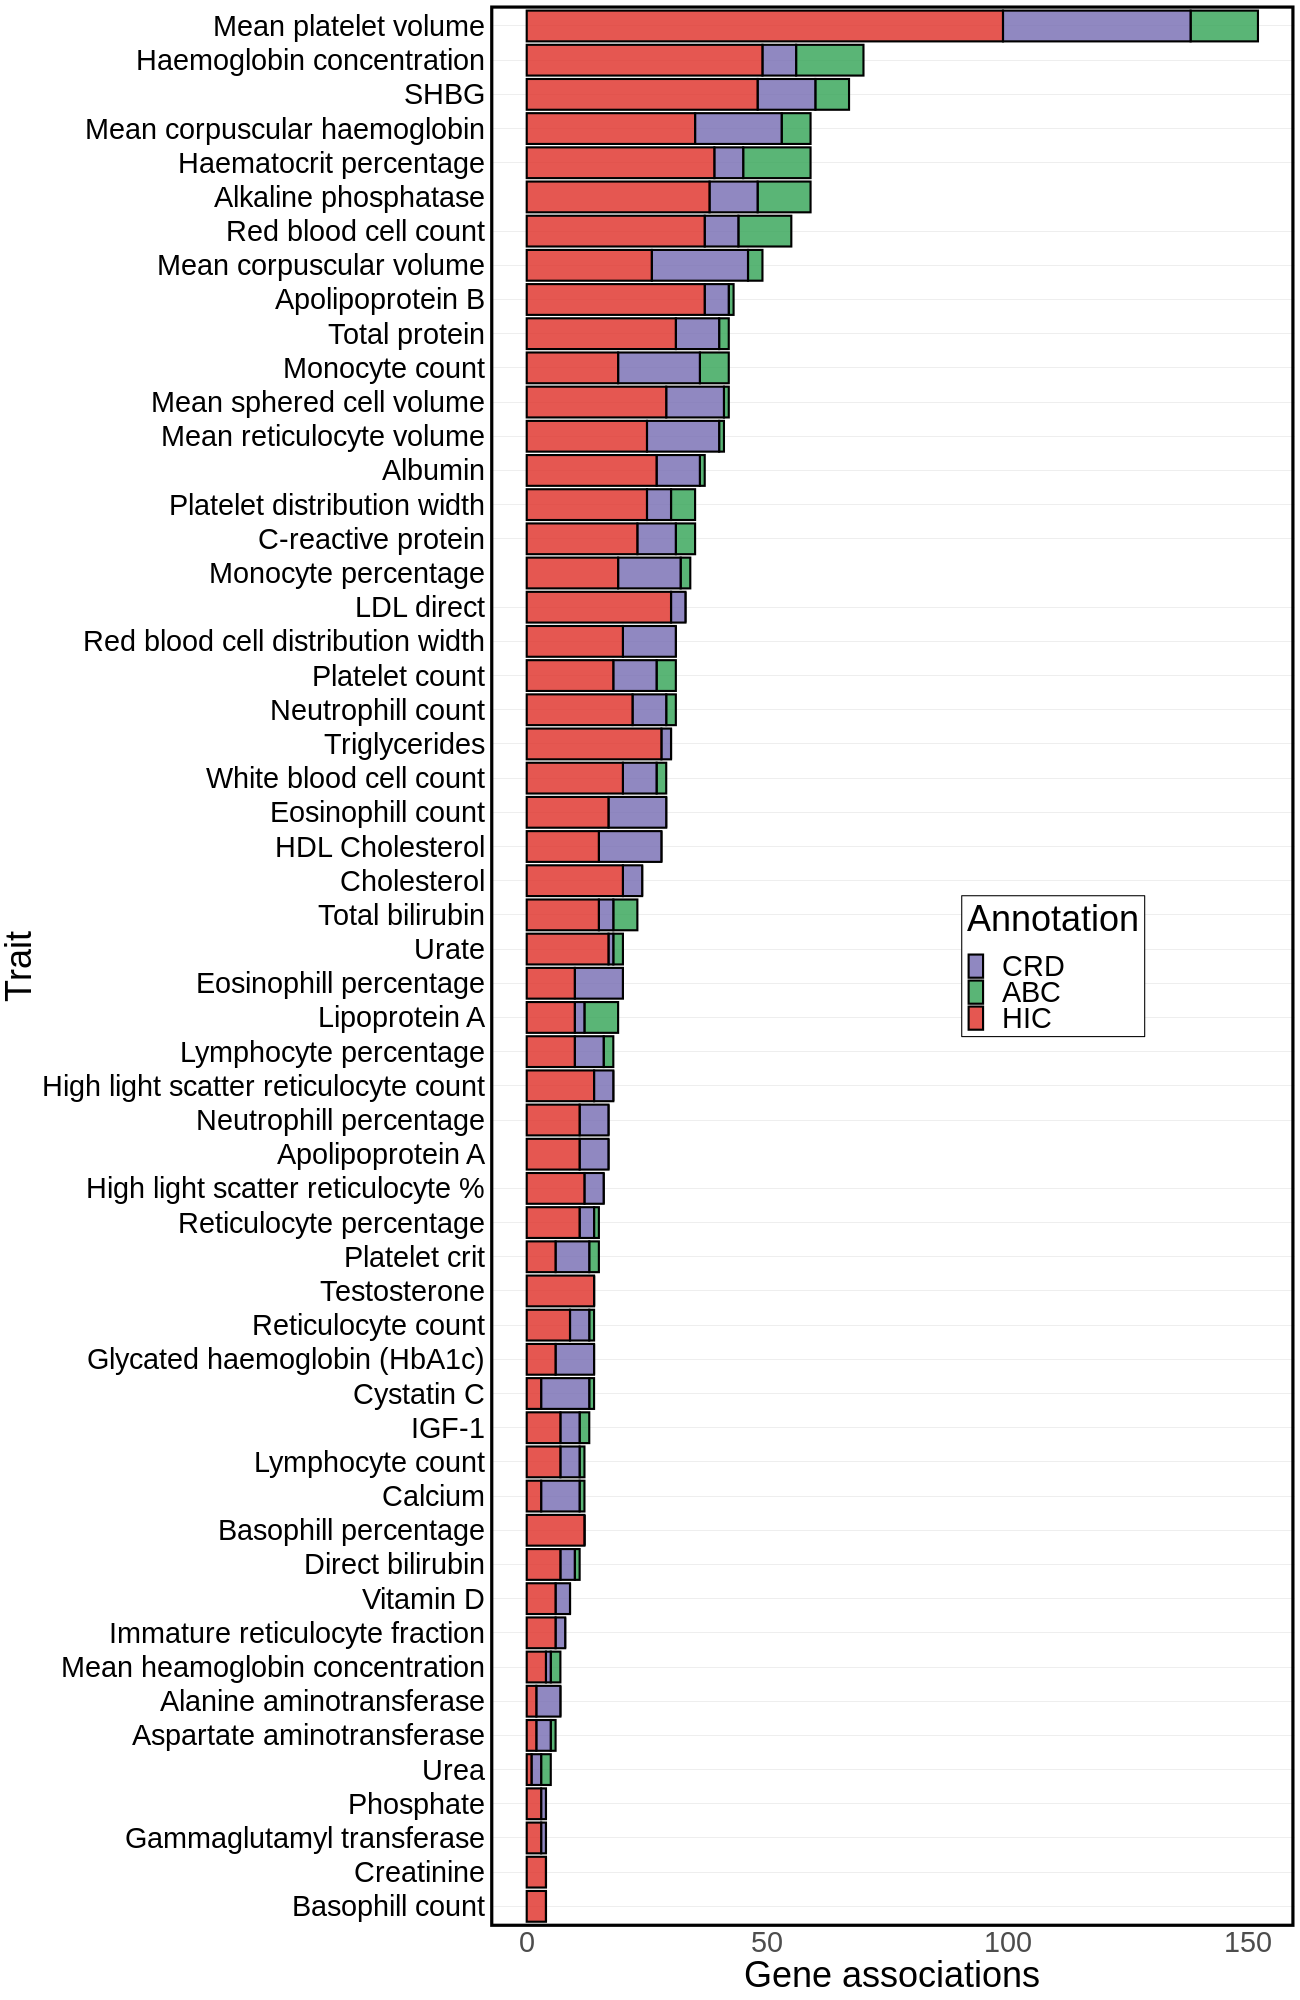 Mean platelet volume
Haemoglobin concentration
SHBG
Mean corpuscular haemoglobin
Haematocrit percentage
Alkaline phosphatase
Red blood cell count
Mean corpuscular volume
Apolipoprotein B
Total protein
Monocyte count
Mean sphered cell volume
Mean reticulocyte volume
Albumin
Platelet distribution width
C-reactive protein
Monocyte percentage
LDL direct
Red blood cell distribution width
Platelet count
Neutrophill count
Triglycerides
White blood cell count
Eosinophill count
HDL Cholesterol
Cholesterol
Total bilirubin
Urate
Eosinophill percentage
Lipoprotein A
Lymphocyte percentage
High light scatter reticulocyte count
Neutrophill percentage
Apolipoprotein A
High light scatter reticulocyte %
Reticulocyte percentage
Platelet crit
Testosterone
Reticulocyte count
Glycated haemoglobin (HbA1c)
Cystatin C
IGF-1
Lymphocyte count
Calcium
Basophill percentage
Direct bilirubin
Vitamin D
Immature reticulocyte fraction
Mean heamoglobin concentration
Alanine aminotransferase
Aspartate aminotransferase
Urea
Phosphate
Gammaglutamyl transferase
Creatinine
Basophill count
Trait
Annotation
CRD
ABC
HIC
0 50 100 150
Gene associations